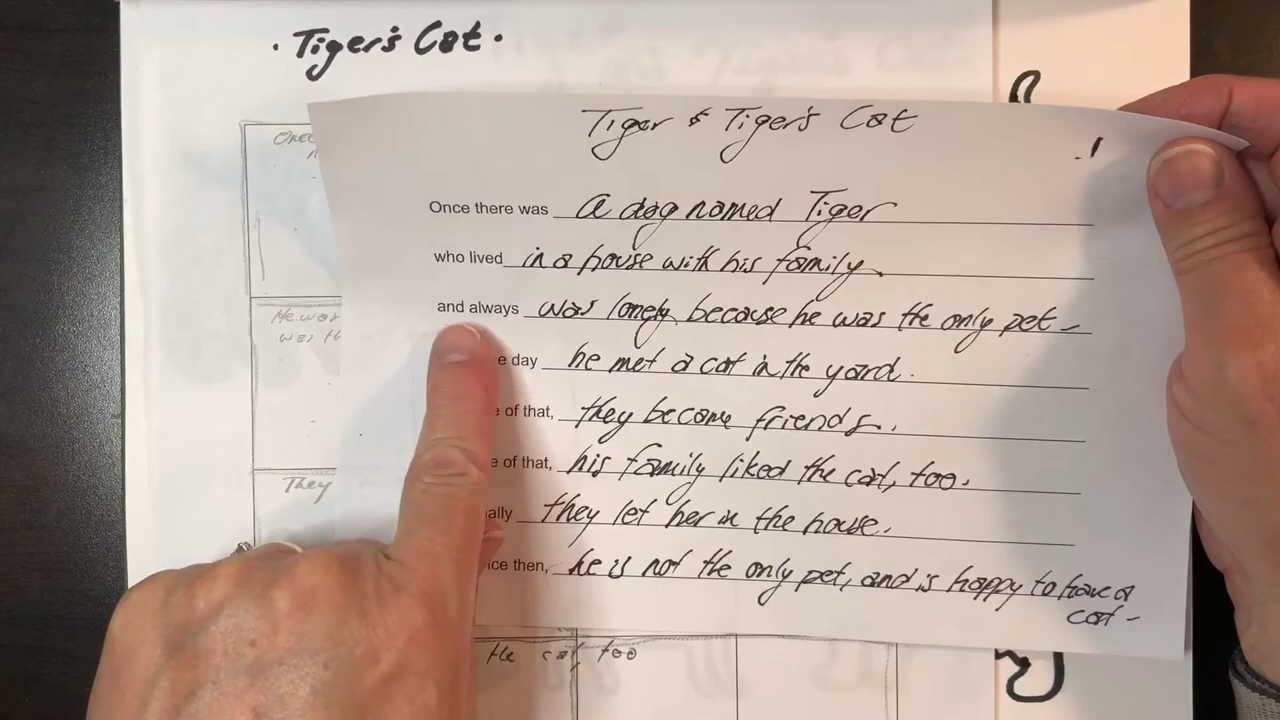 · Tiger's Cat ·
Tiger & Tiger's Cat
Once there was a dog named Tiger
who lived in a house with his family.
and always was lonely because he was the only pet -
day he met a cat in the yard.
of that, they become friends.
of that, his family liked the cat, too.
they let her in the house.
then, he is not the only pet, and is happy to have a
cat -
He was
was
They
the cat, too